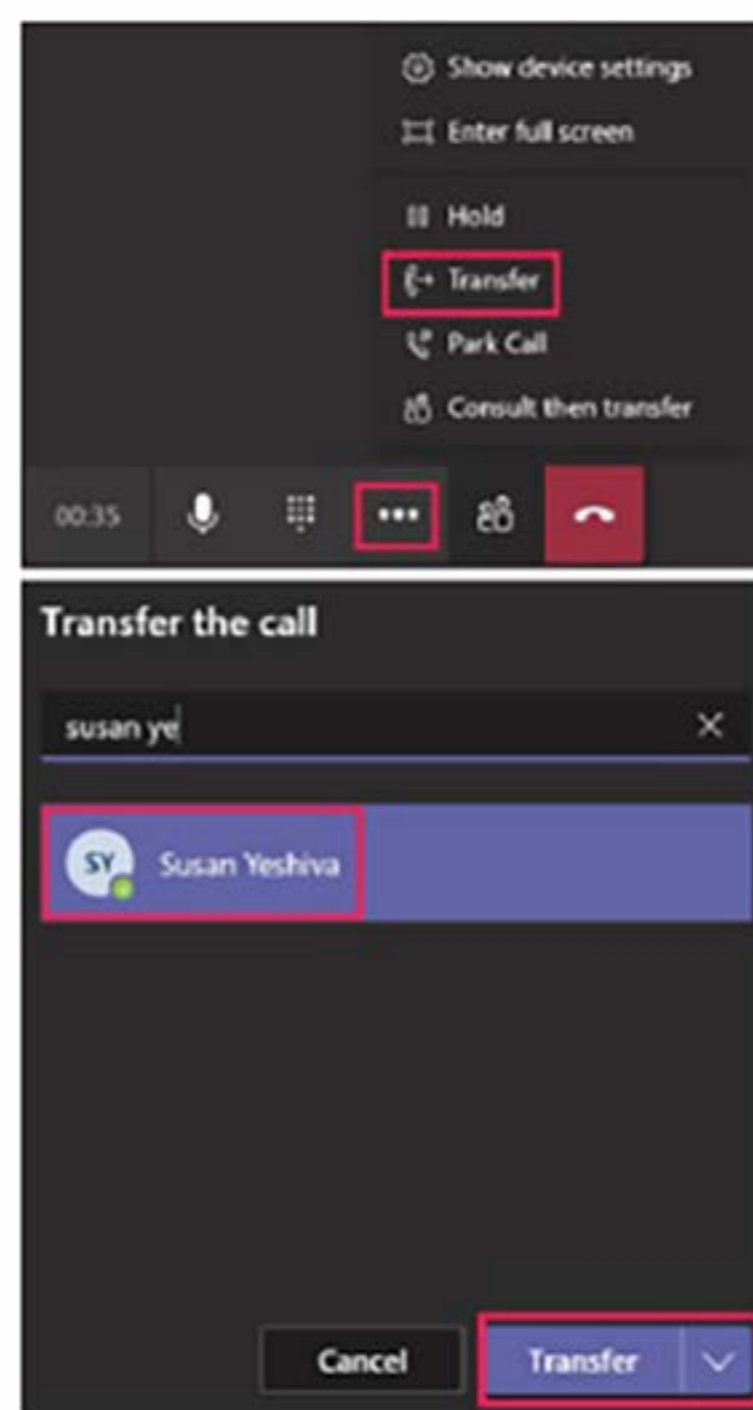 Show device settings
Enter full screen
Hold
Transfer
Park Call
Consult then transfer
00:35
Transfer the call
susan ye
SY Susan Yeshiva
Cancel Transfer